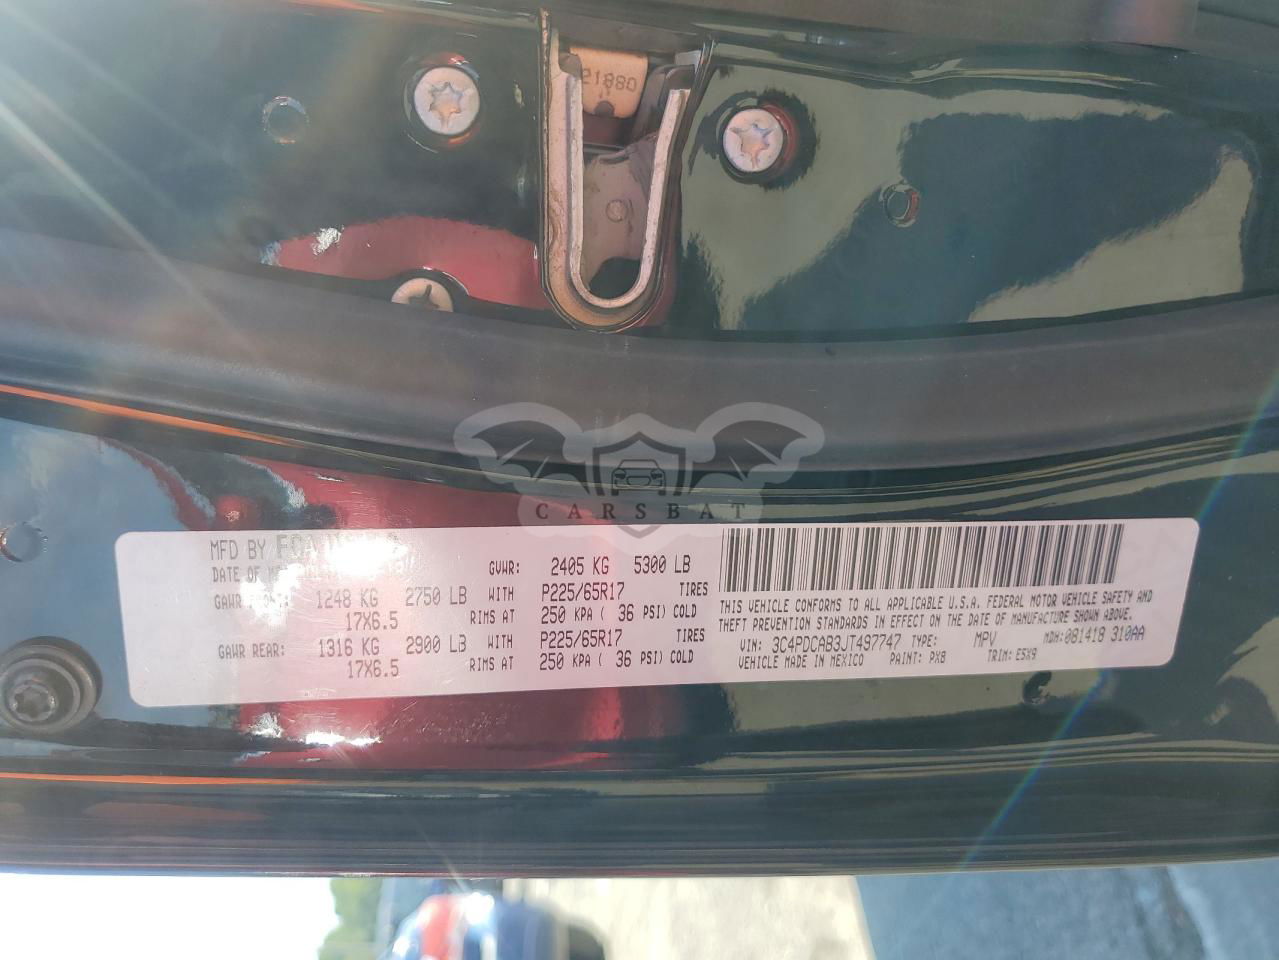 21880
CARSBAT
MFD BY FCA
DATE OF GVWR: 2405 KG 5300 LB
GAWR 1248 KG 2750 LB WITH P225/65R17 TIRES
17X6.5 RIMS AT 250 KPA ( 36 PSI) COLD
GAWR REAR: 1316 KG 2900 LB WITH P225/65R17 TIRES
17X6.5 RIMS AT 250 KPA ( 36 PSI) COLD
THIS VEHICLE CONFORMS TO ALL APPLICABLE U.S.A. FEDERAL MOTOR VEHICLE SAFETY AND
THEFT PREVENTION STANDARDS IN EFFECT ON THE DATE OF MANUFACTURE SHOWN ABOVE.
VIN: 3C4PDCAB3JT497747 TYPE: MPV MDH: 081418 310AA
VEHICLE MADE IN MEXICO PAINT: PX8 TRIM: E5X9